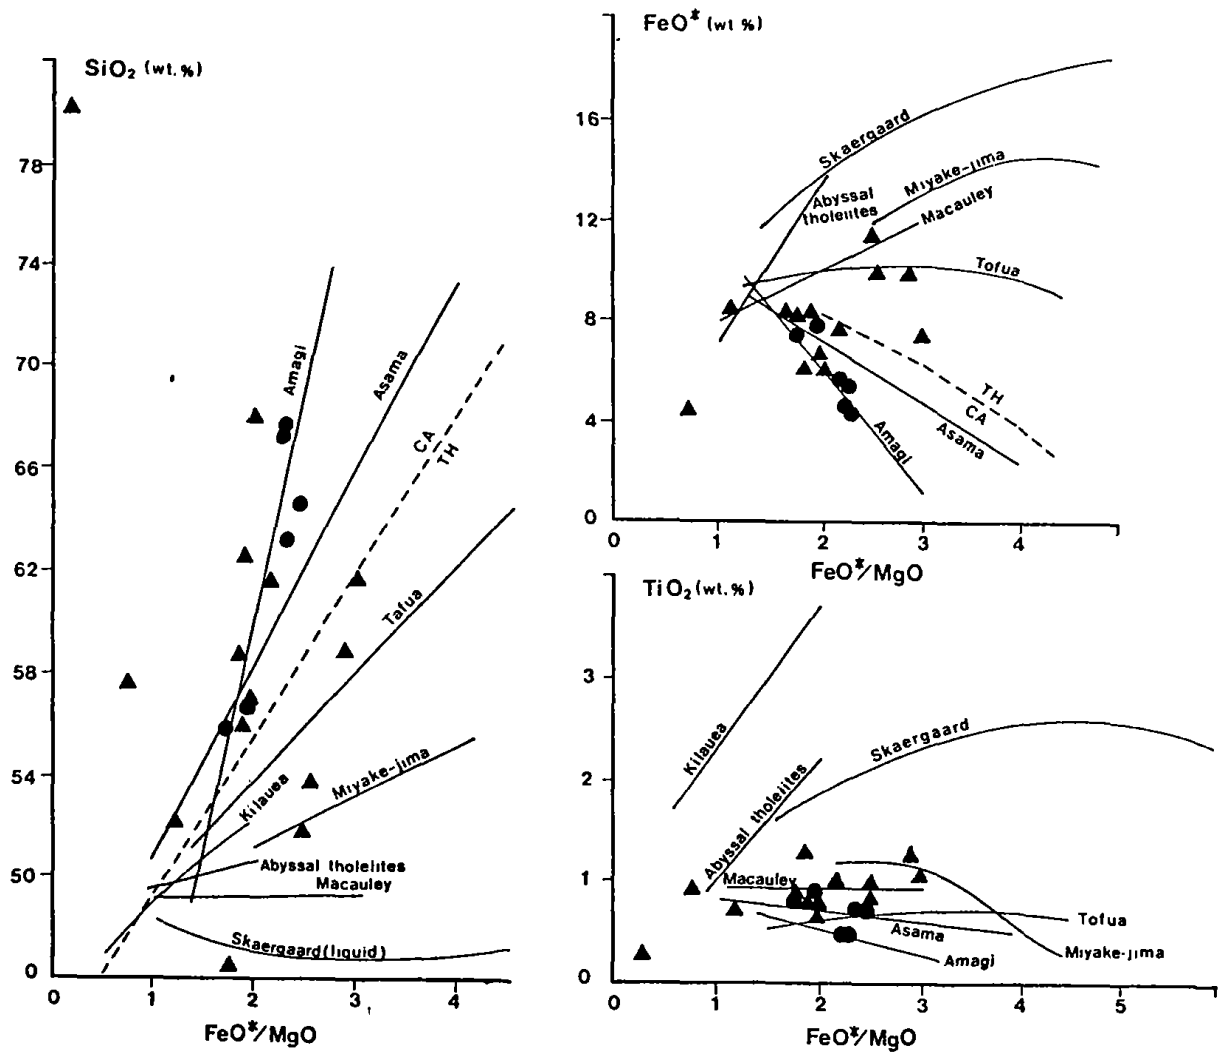 SiO₂ (wt.%)
78
74
70
66
62
58
54
50
0
0 1 2 3 4
FeO*/MgO
Amagi
Asama
CA
TH
Tafua
Kilauea
Miyake-jima
Abyssal tholeiites
Macauley
Skaergaard (liquid)
FeO* (wt %)
16
12
8
4
0
0 1 2 3 4
FeO*/MgO
Skaergaard
Abyssal
tholeiites
Miyake-jima
Macauley
Tofua
TH
CA
Asama
Amagi
TiO₂ (wt.%)
3
2
1
0
0 1 2 3 4 5
FeO*/MgO
Kilauea
Skaergaard
Abyssal tholeiites
Macauley
Tofua
Asama
Amagi
Miyake-jima